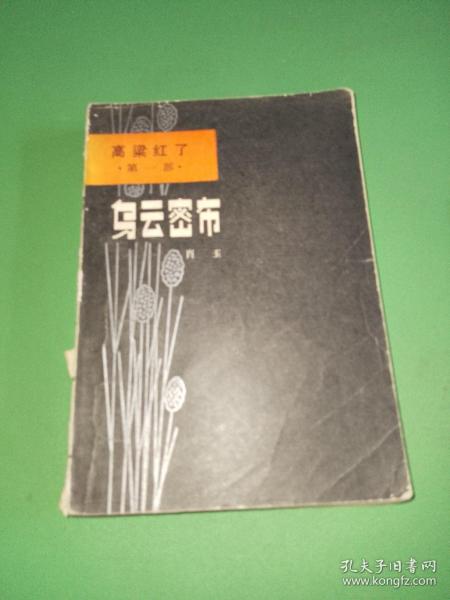 高粱红了
·第一部·
乌云密布
肖 玉
孔夫子旧书网
www.kongfz.com